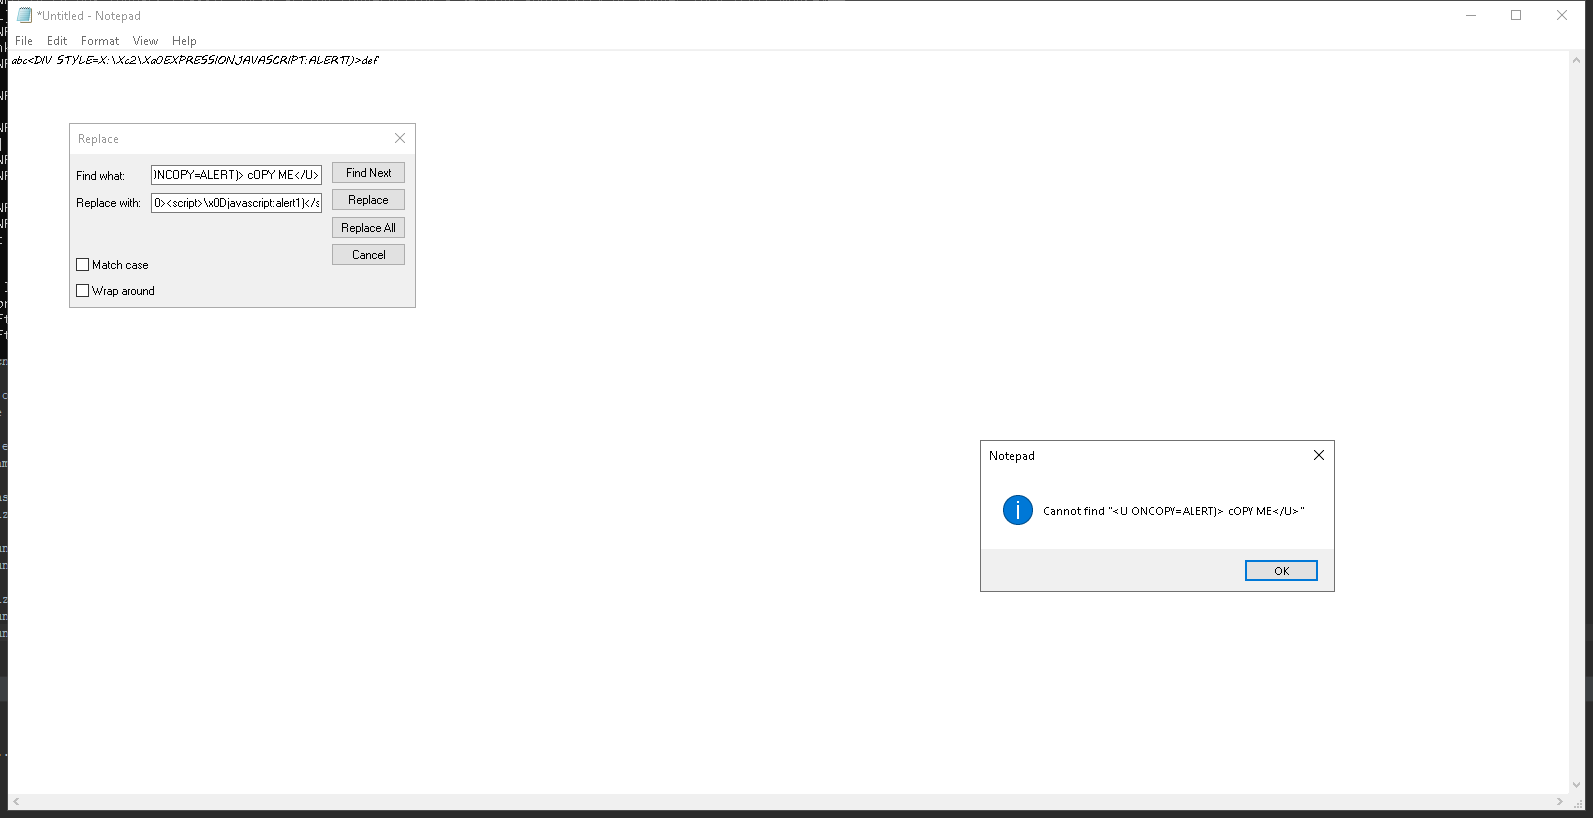 *Untitled - Notepad
File Edit Format View Help
abc<DIV STYLE=X:\Xc2\Xa0EXPRESSIONJAVASCRIPT:ALERT1)>def
Replace
Find what: )NCOPY=ALERT)> cOPY ME</U> Find Next
Replace with: 0><script>\x0Djavascript:alert1)</s Replace
Replace All
Cancel
Match case
Wrap around
Notepad
Cannot find "<U ONCOPY=ALERT)> cOPY ME</U>"
OK